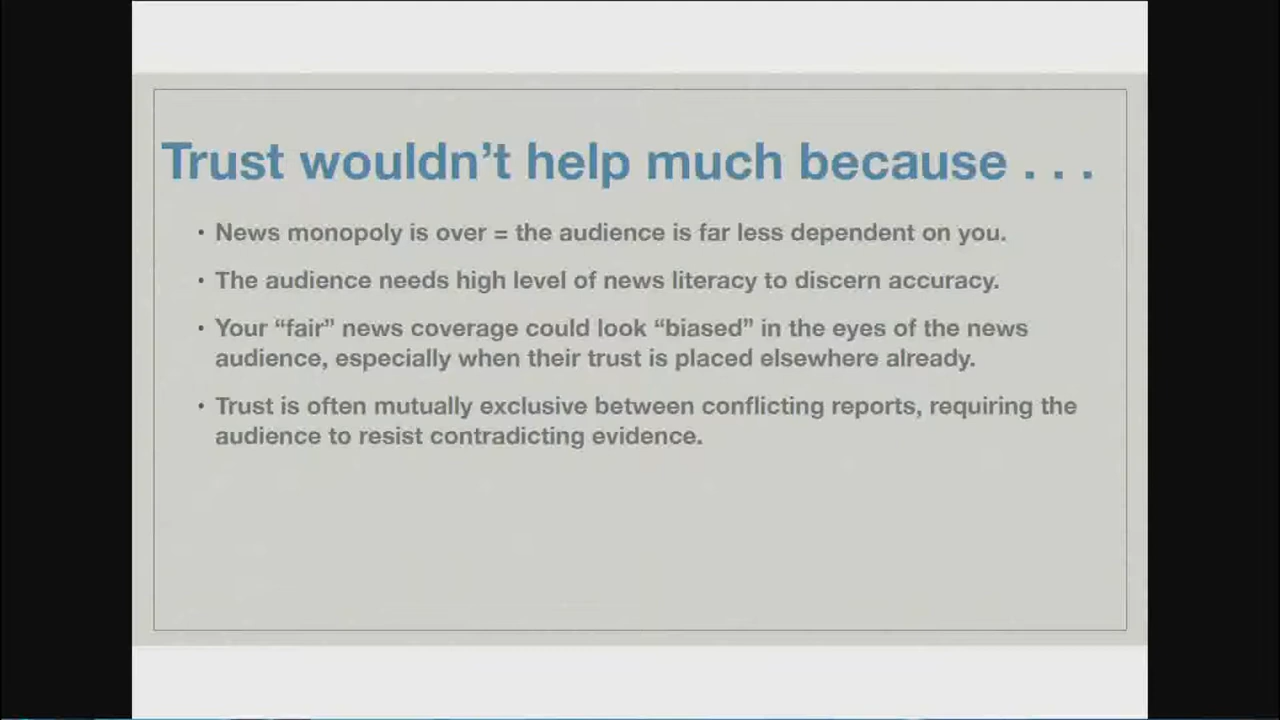 Trust wouldn’t help much because . . .
• News monopoly is over = the audience is far less dependent on you.
• The audience needs high level of news literacy to discern accuracy.
• Your “fair” news coverage could look “biased” in the eyes of the news
audience, especially when their trust is placed elsewhere already.
• Trust is often mutually exclusive between conflicting reports, requiring the
audience to resist contradicting evidence.